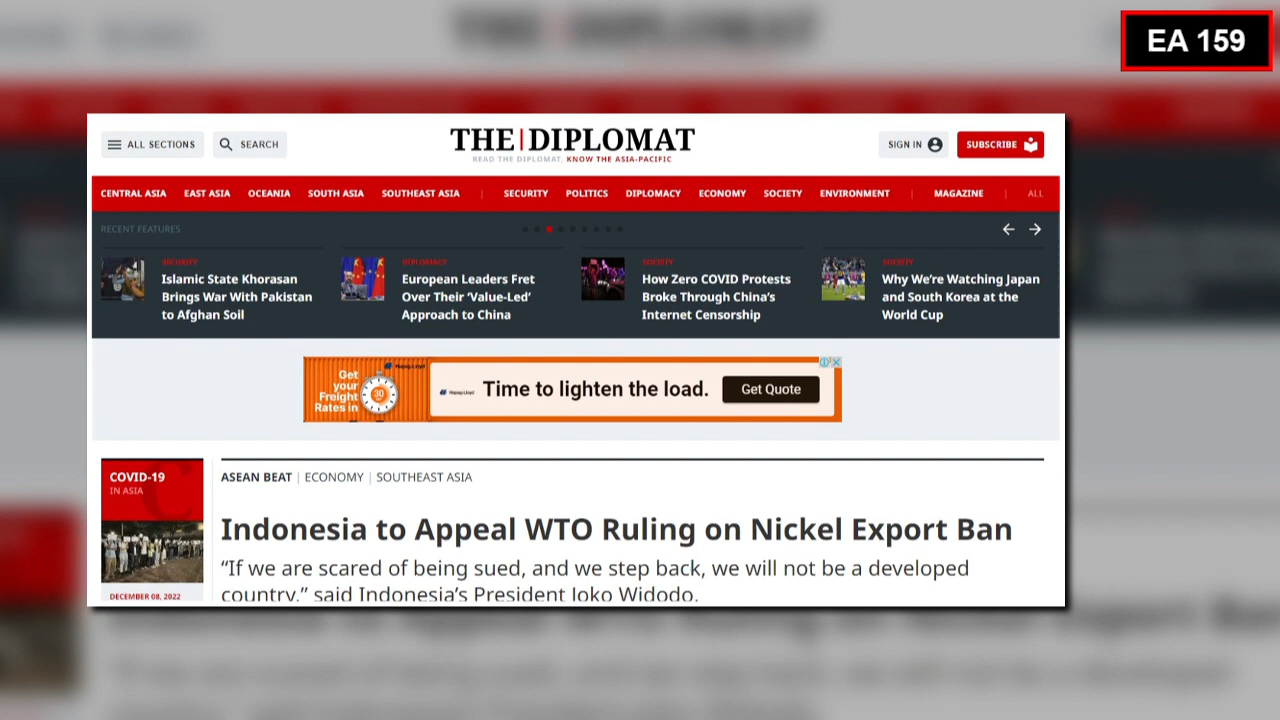 EA 159
ALL SECTIONS
SEARCH
THE|DIPLOMAT
READ THE DIPLOMAT, KNOW THE ASIA-PACIFIC
SIGN IN
SUBSCRIBE
CENTRAL ASIA EAST ASIA OCEANIA SOUTH ASIA SOUTHEAST ASIA | SECURITY POLITICS DIPLOMACY ECONOMY SOCIETY ENVIRONMENT | MAGAZINE | ALL
RECENT FEATURES
SECURITY
Islamic State Khorasan
Brings War With Pakistan
to Afghan Soil
DIPLOMACY
European Leaders Fret
Over Their ‘Value-Led’
Approach to China
SOCIETY
How Zero COVID Protests
Broke Through China’s
Internet Censorship
SOCIETY
Why We’re Watching Japan
and South Korea at the
World Cup
Get
your
Freight
Rates in
30
Hapag-Lloyd
Hapag-Lloyd
Time to lighten the load.
Get Quote
COVID-19
IN ASIA
DECEMBER 08, 2022
ASEAN BEAT | ECONOMY | SOUTHEAST ASIA
Indonesia to Appeal WTO Ruling on Nickel Export Ban
“If we are scared of being sued, and we step back, we will not be a developed
country,” said Indonesia’s President Joko Widodo.